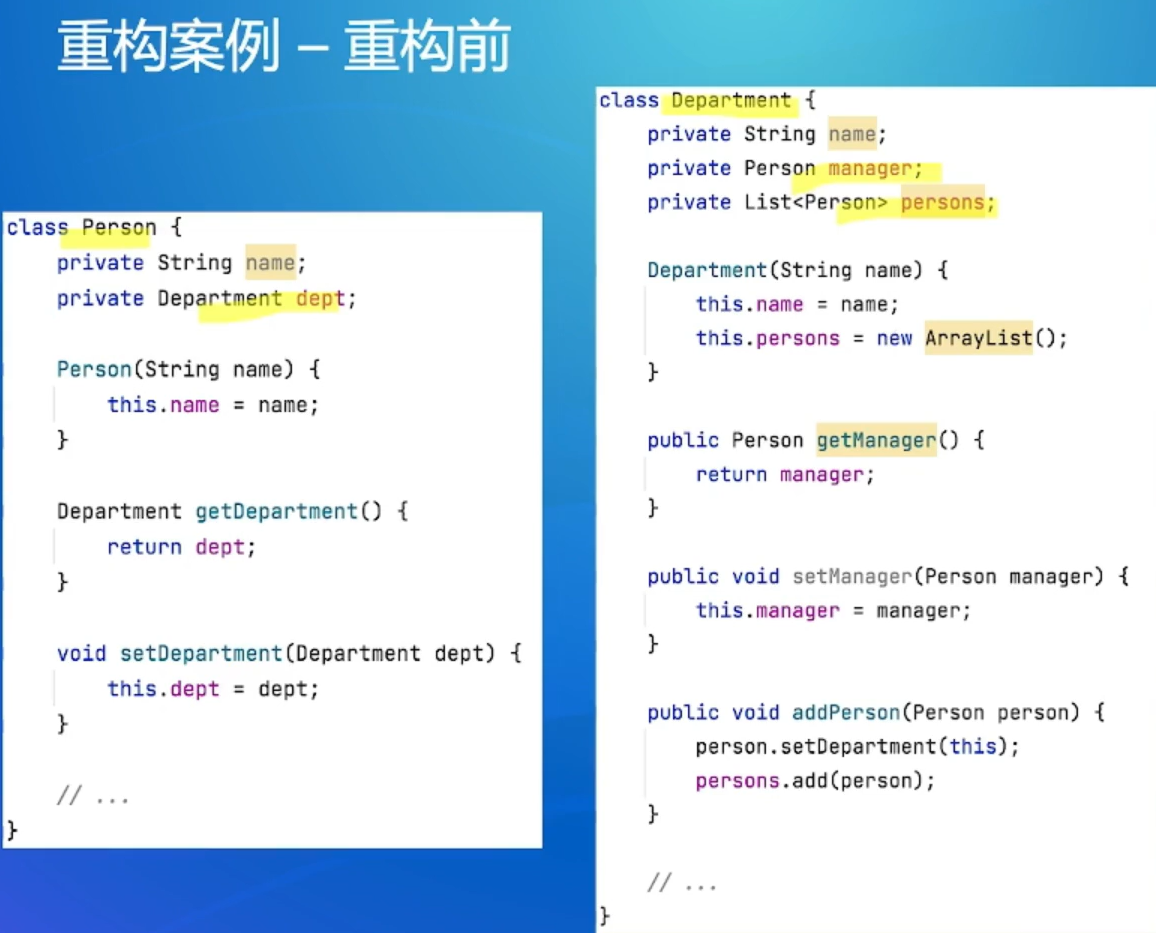 重构案例 – 重构前
class Person {
    private String name;
    private Department dept;

    Person(String name) {
        this.name = name;
    }

    Department getDepartment() {
        return dept;
    }

    void setDepartment(Department dept) {
        this.dept = dept;
    }

    // ...
}
class Department {
    private String name;
    private Person manager;
    private List<Person> persons;

    Department(String name) {
        this.name = name;
        this.persons = new ArrayList();
    }

    public Person getManager() {
        return manager;
    }

    public void setManager(Person manager) {
        this.manager = manager;
    }

    public void addPerson(Person person) {
        person.setDepartment(this);
        persons.add(person);
    }

    // ...
}